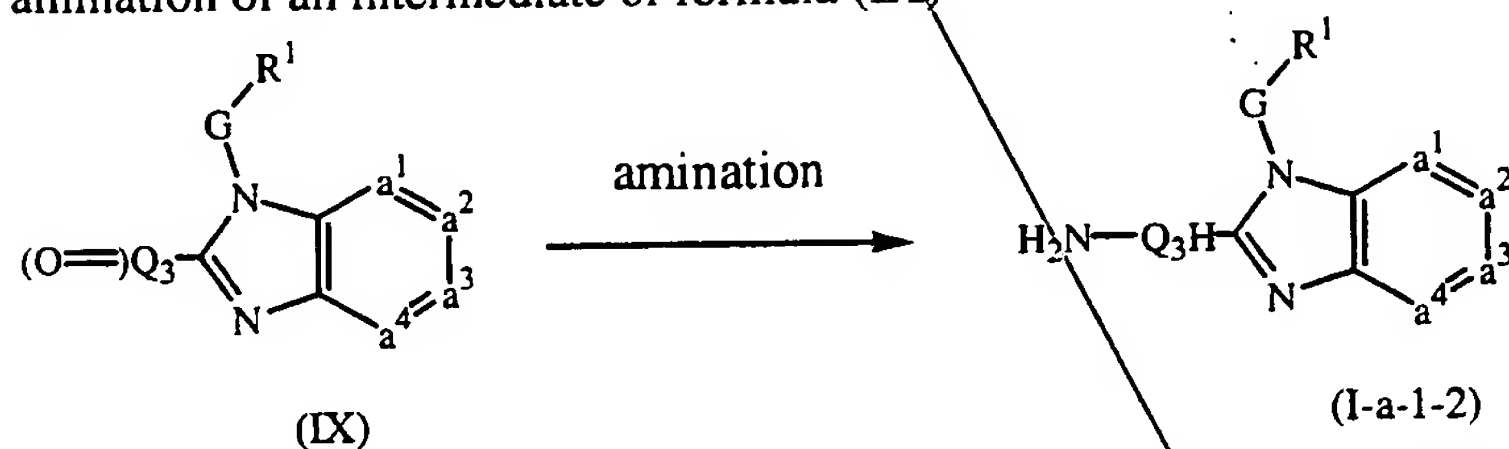 amination of an intermediate of formula (IX)
R¹ R¹
G G
N a¹ amination N a¹
a² a²
(O=)Q₃ H₂N—Q₃H
a³ a³
N a⁴ N a⁴
(IX) (I-a-1-2)